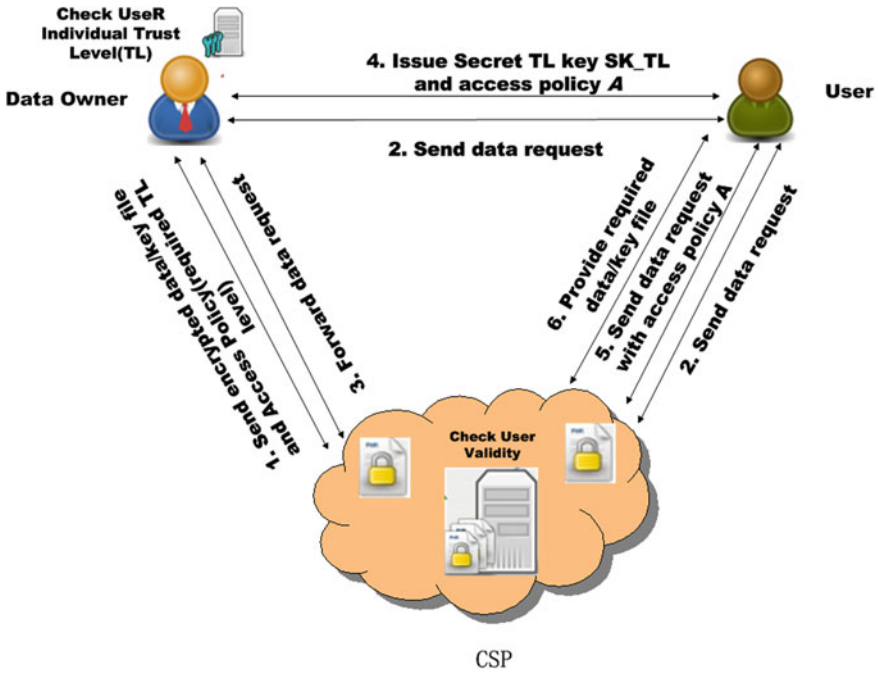 Check UseR
Individual Trust
Level(TL)
Data Owner
4. Issue Secret TL key SK_TL
and access policy A
User
2. Send data request
1. Send encrypted data/key file
and Access Policy(required TL
level)
3. Forward data request
6. Provide required
data/key file
5. Send data request
with access policy A
2. Send data request
Check User
Validity
CSP